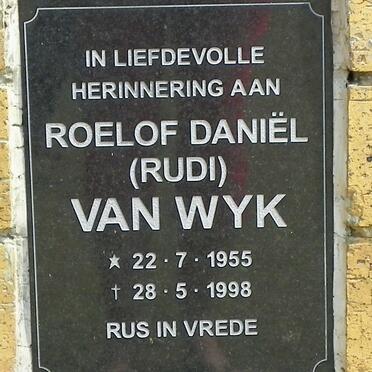 IN LIEFDEVOLLE
HERINNERING AAN
ROELOF DANIËL
(RUDI)
VAN WYK
★ 22 · 7 · 1955
† 28 · 5 · 1998
RUS IN VREDE